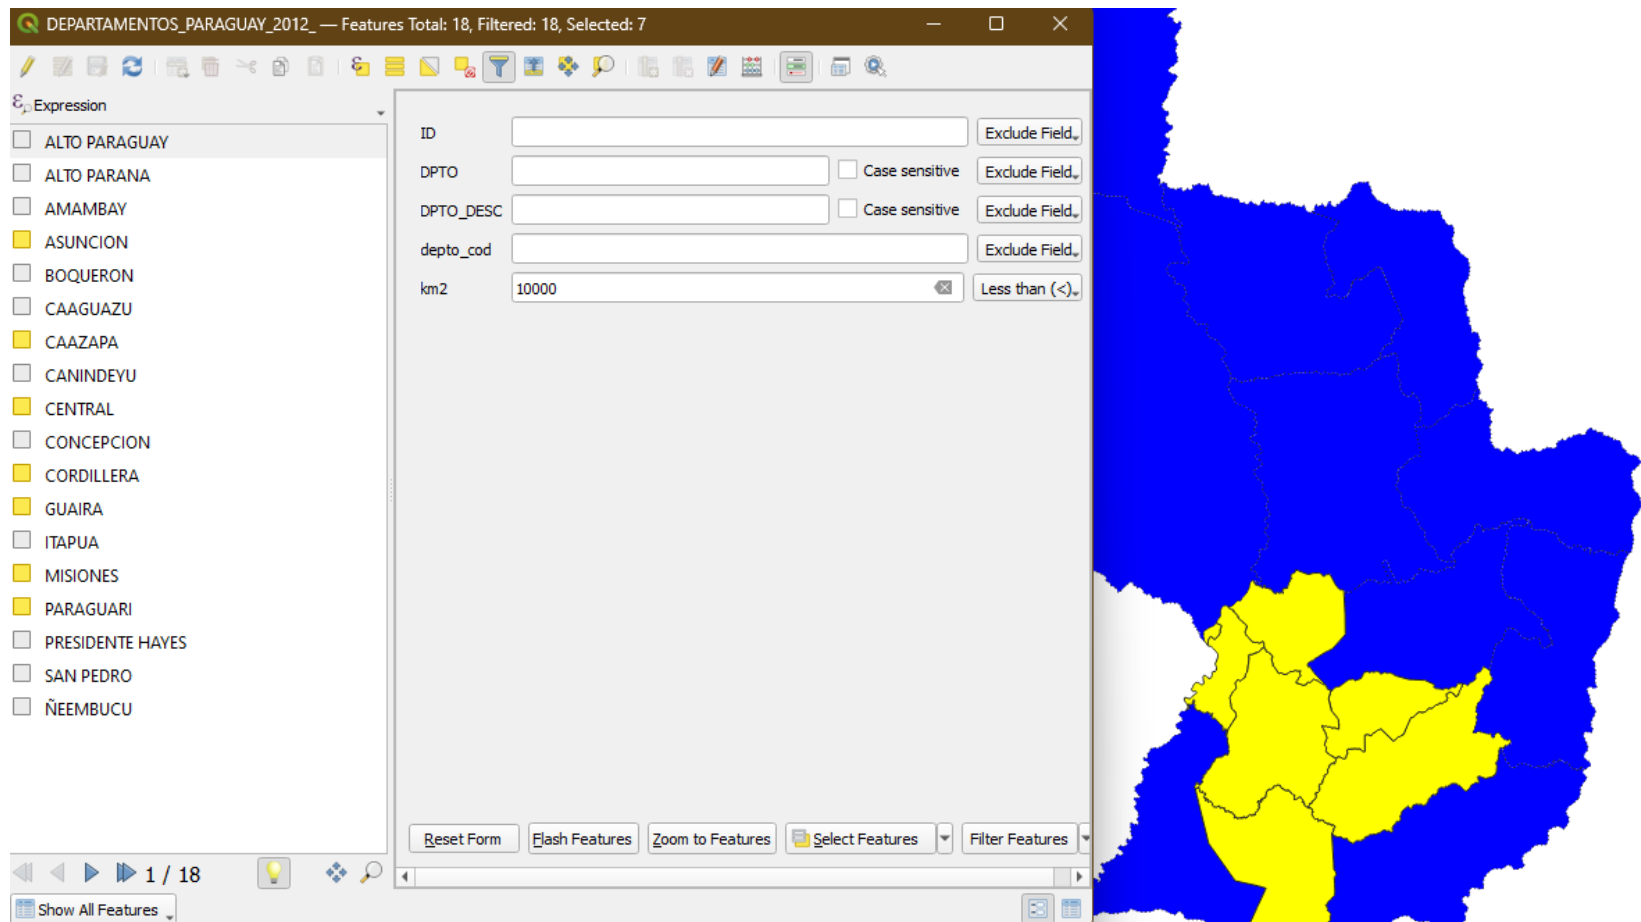 DEPARTAMENTOS_PARAGUAY_2012_ — Features Total: 18, Filtered: 18, Selected: 7
Expression
ALTO PARAGUAY
ALTO PARANA
AMAMBAY
ASUNCION
BOQUERON
CAAGUAZU
CAAZAPA
CANINDEYU
CENTRAL
CONCEPCION
CORDILLERA
GUAIRA
ITAPUA
MISIONES
PARAGUARI
PRESIDENTE HAYES
SAN PEDRO
ÑEEMBUCU
1 / 18
Show All Features
ID Exclude Field
DPTO Case sensitive Exclude Field
DPTO_DESC Case sensitive Exclude Field
depto_cod Exclude Field
km2 10000 Less than (<)
Reset Form Flash Features Zoom to Features Select Features Filter Features